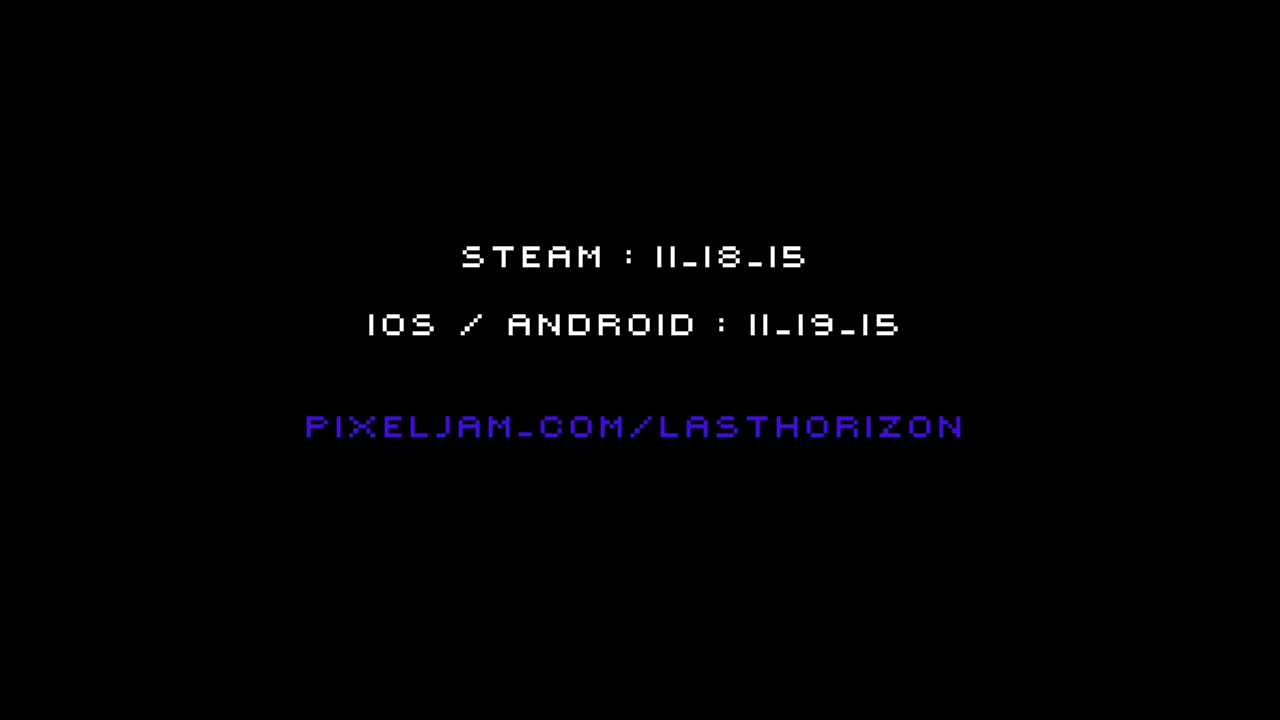 STEAM : 11.18.15
IOS / ANDROID : 11.19.15
PIXELJAM.COM/LASTHORIZON